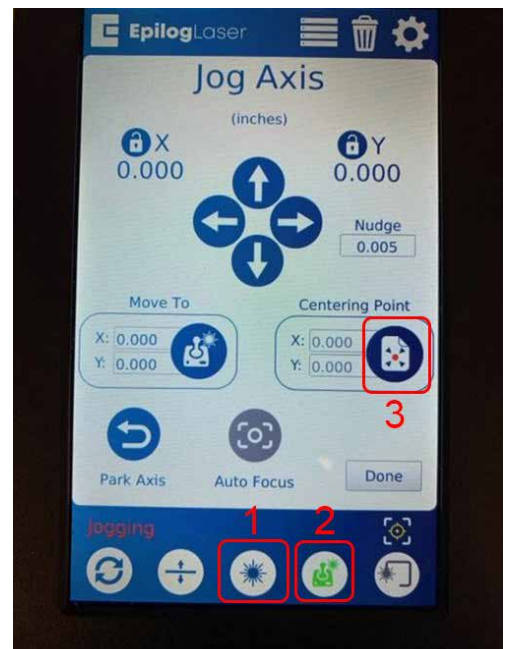 EpilogLaser
Jog Axis
(inches)
X
0.000
Y
0.000
Nudge
0.005
Move To
X: 0.000
Y: 0.000
Centering Point
X: 0.000
Y: 0.000
3
Park Axis
Auto Focus
Done
Jogging
1
2